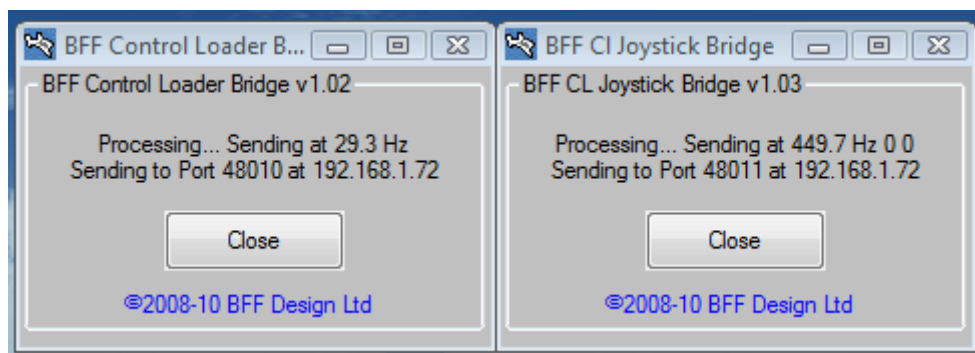 BFF Control Loader B...
BFF Control Loader Bridge v1.02
Processing... Sending at 29.3 Hz
Sending to Port 48010 at 192.168.1.72
Close
©2008-10 BFF Design Ltd
BFF Cl Joystick Bridge
BFF CL Joystick Bridge v1.03
Processing... Sending at 449.7 Hz 0 0
Sending to Port 48011 at 192.168.1.72
Close
©2008-10 BFF Design Ltd